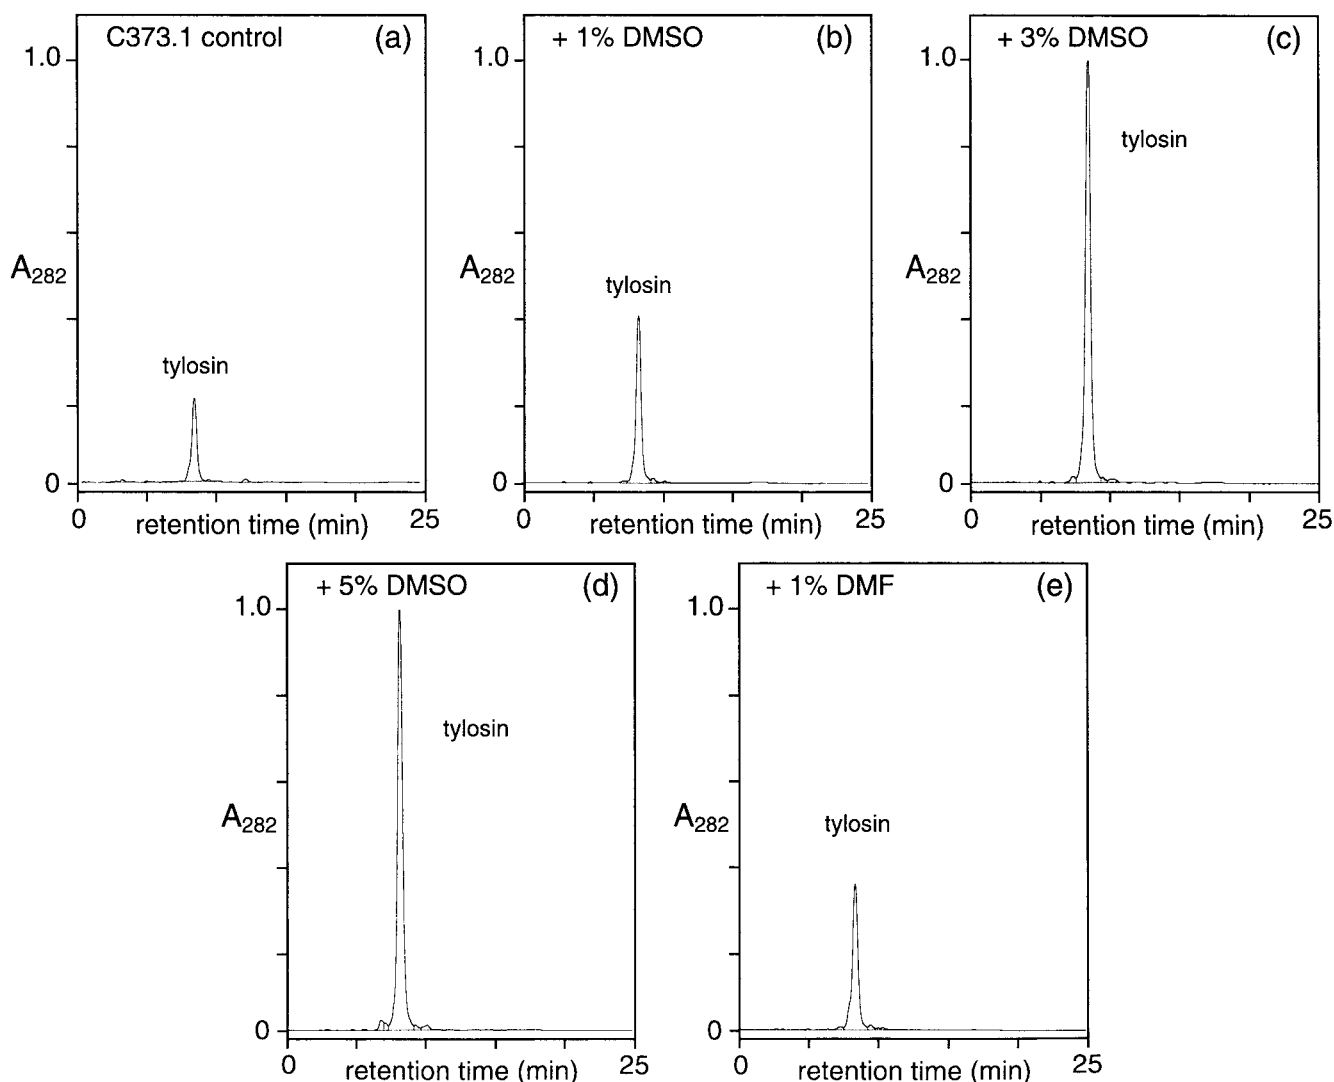 C373.1 control (a)
1.0
tylosin
A282
0
0 25
retention time (min)
+ 1% DMSO (b)
1.0
tylosin
A282
0
0 25
retention time (min)
+ 3% DMSO (c)
1.0
tylosin
A282
0
0 25
retention time (min)
+ 5% DMSO (d)
1.0
tylosin
A282
0
0 25
retention time (min)
+ 1% DMF (e)
1.0
tylosin
A282
0
0 25
retention time (min)